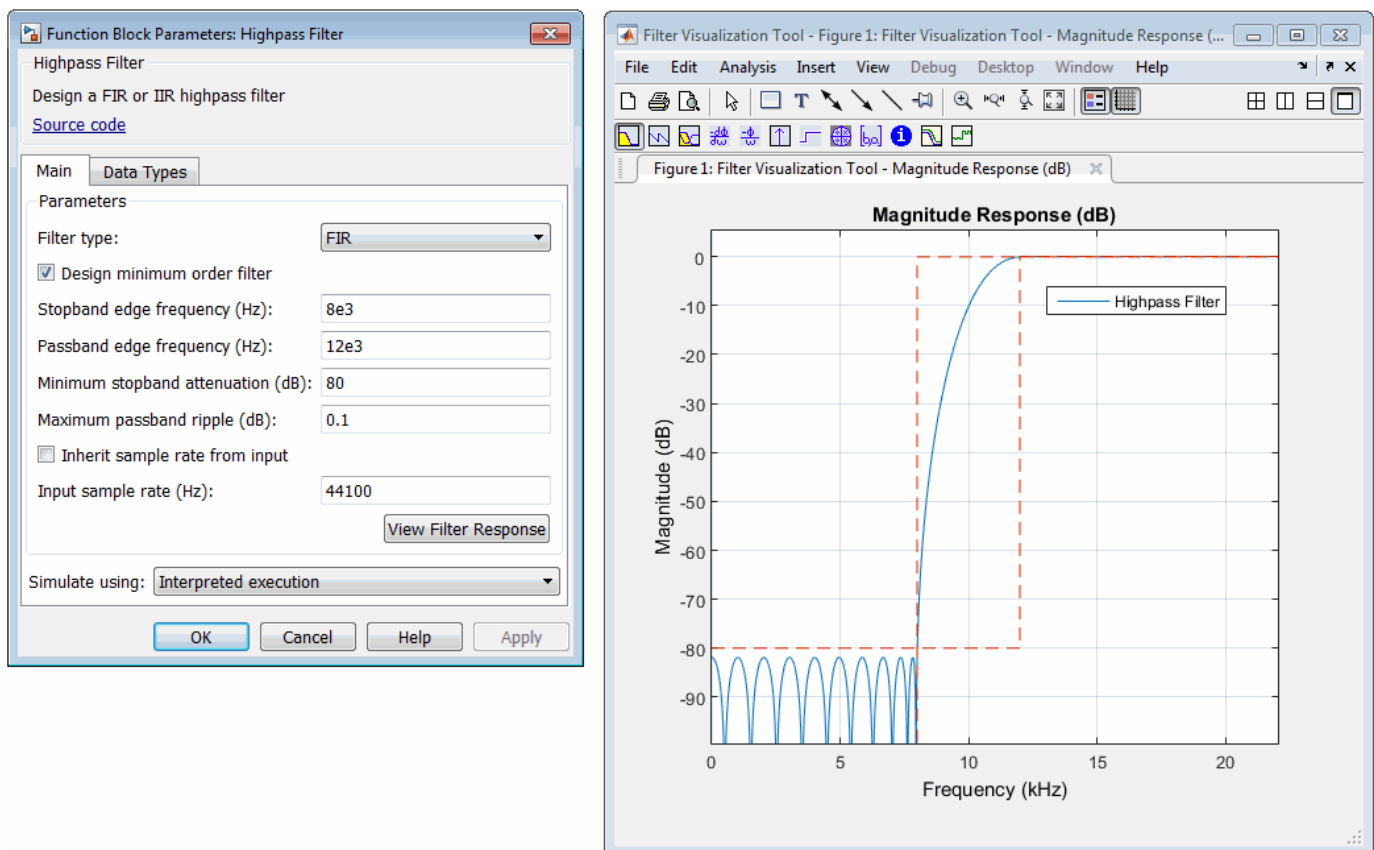 Function Block Parameters: Highpass Filter
Highpass Filter
Design a FIR or IIR highpass filter
Source code
Main Data Types
Parameters
Filter type: FIR
Design minimum order filter
Stopband edge frequency (Hz): 8e3
Passband edge frequency (Hz): 12e3
Minimum stopband attenuation (dB): 80
Maximum passband ripple (dB): 0.1
Inherit sample rate from input
Input sample rate (Hz): 44100
View Filter Response
Simulate using: Interpreted execution
OK Cancel Help Apply
Filter Visualization Tool - Figure 1: Filter Visualization Tool - Magnitude Response (...
File Edit Analysis Insert View Debug Desktop Window Help
Figure 1: Filter Visualization Tool - Magnitude Response (dB)
Magnitude Response (dB)
0
-10
-20
-30
-40
-50
-60
-70
-80
-90
Magnitude (dB)
Highpass Filter
0 5 10 15 20
Frequency (kHz)